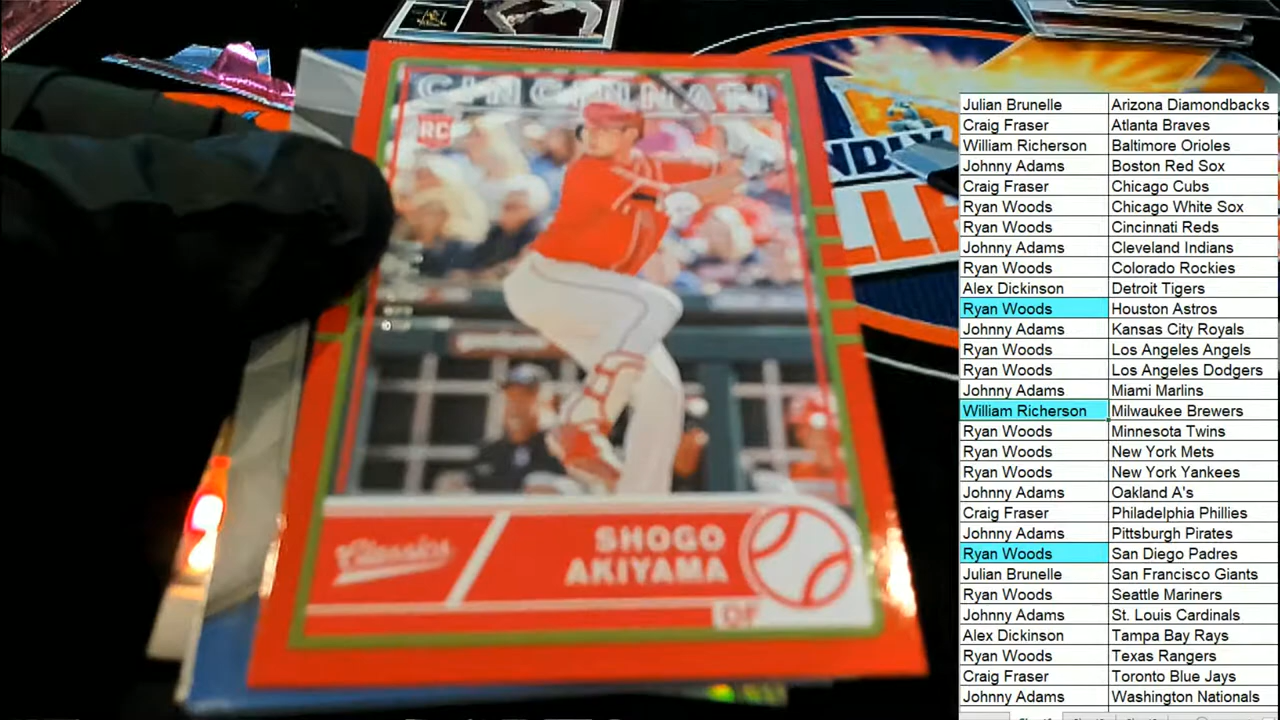 CINCINNATI
RC
Classics
SHOGO
AKIYAMA
OF
Julian Brunelle Arizona Diamondbacks
Craig Fraser Atlanta Braves
William Richerson Baltimore Orioles
Johnny Adams Boston Red Sox
Craig Fraser Chicago Cubs
Ryan Woods Chicago White Sox
Ryan Woods Cincinnati Reds
Johnny Adams Cleveland Indians
Ryan Woods Colorado Rockies
Alex Dickinson Detroit Tigers
Ryan Woods Houston Astros
Johnny Adams Kansas City Royals
Ryan Woods Los Angeles Angels
Ryan Woods Los Angeles Dodgers
Johnny Adams Miami Marlins
William Richerson Milwaukee Brewers
Ryan Woods Minnesota Twins
Ryan Woods New York Mets
Ryan Woods New York Yankees
Johnny Adams Oakland A's
Craig Fraser Philadelphia Phillies
Johnny Adams Pittsburgh Pirates
Ryan Woods San Diego Padres
Julian Brunelle San Francisco Giants
Ryan Woods Seattle Mariners
Johnny Adams St. Louis Cardinals
Alex Dickinson Tampa Bay Rays
Ryan Woods Texas Rangers
Craig Fraser Toronto Blue Jays
Johnny Adams Washington Nationals